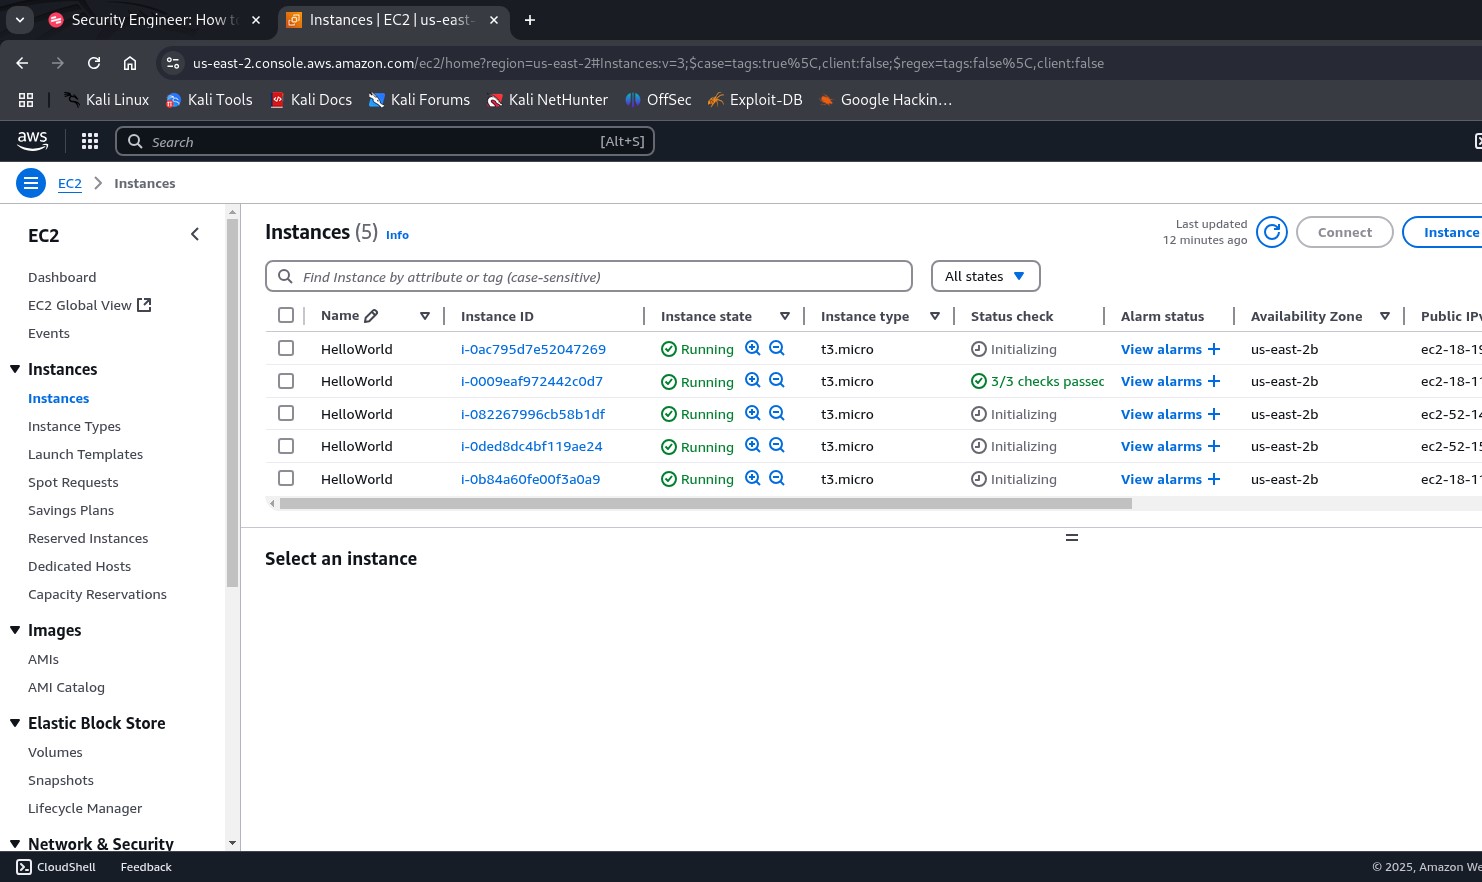 Security Engineer: How to
Instances | EC2 | us-east-
us-east-2.console.aws.amazon.com/ec2/home?region=us-east-2#Instances:v=3;$case=tags:true%5C,client:false;$regex=tags:false%5C,client:false
Kali Linux Kali Tools Kali Docs Kali Forums Kali NetHunter OffSec Exploit-DB Google Hackin…
aws Search [Alt+S]
EC2 Instances
EC2
Dashboard
EC2 Global View
Events
Instances
Instances
Instance Types
Launch Templates
Spot Requests
Savings Plans
Reserved Instances
Dedicated Hosts
Capacity Reservations
Images
AMIs
AMI Catalog
Elastic Block Store
Volumes
Snapshots
Lifecycle Manager
Network & Security
Instances (5) Info
Last updated
12 minutes ago
Connect Instance
Find Instance by attribute or tag (case-sensitive) All states
Name Instance ID Instance state Instance type Status check Alarm status Availability Zone Public IPv
HelloWorld i-0ac795d7e52047269 Running t3.micro Initializing View alarms + us-east-2b ec2-18-19
HelloWorld i-0009eaf972442c0d7 Running t3.micro 3/3 checks passed View alarms + us-east-2b ec2-18-11
HelloWorld i-082267996cb58b1df Running t3.micro Initializing View alarms + us-east-2b ec2-52-14
HelloWorld i-0ded8dc4bf119ae24 Running t3.micro Initializing View alarms + us-east-2b ec2-52-15
HelloWorld i-0b84a60fe00f3a0a9 Running t3.micro Initializing View alarms + us-east-2b ec2-18-11
Select an instance
CloudShell Feedback © 2025, Amazon We